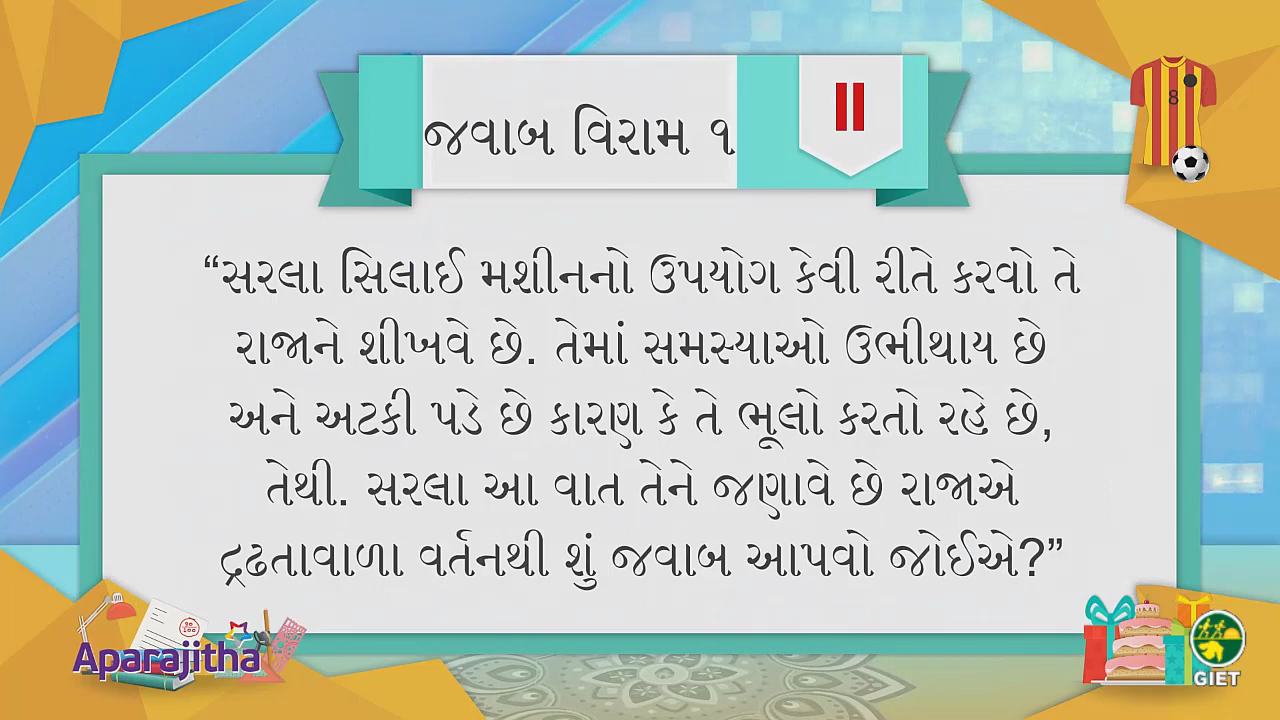 જવાબ વિરામ ૧
“સરલા સિલાઈ મશીનનો ઉપયોગ કેવી રીતે કરવો તે
રાજાને શીખવે છે. તેમાં સમસ્યાઓ ઉભીથાય છે
અને અટકી પડે છે કારણ કે તે ભૂલો કરતો રહે છે,
તેથી. સરલા આ વાત તેને જણાવે છે રાજાએ
દ્રઢતાવાળા વર્તનથી શું જવાબ આપવો જોઈએ?”
8
Aparajitha
GIET